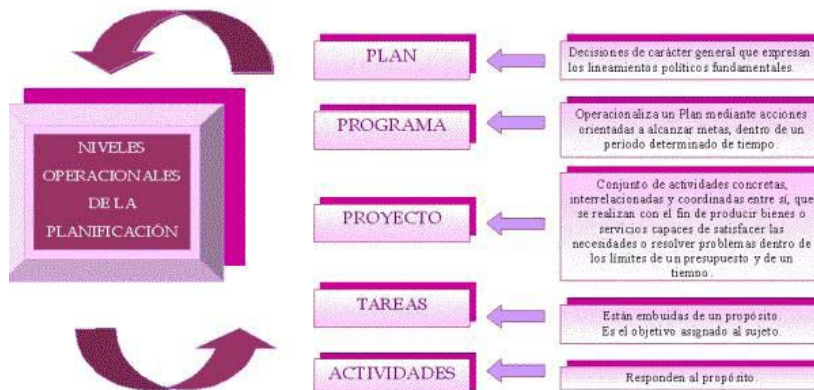 NIVELES
OPERACIONALES
DE LA
PLANIFICACIÓN
PLAN
Decisiones de carácter general que expresan
los lineamientos políticos fundamentales.
PROGRAMA
Operacionaliza un Plan mediante acciones
orientadas a alcanzar metas, dentro de un
período determinado de tiempo.
PROYECTO
Conjunto de actividades concretas,
interrelacionadas y coordinadas entre sí, que
se realizan con el fin de producir bienes o
servicios capaces de satisfacer las
necesidades o resolver problemas dentro de
los límites de un presupuesto y de un
tiempo.
TAREAS
Están embuidas de un propósito.
Es el objetivo asignado al sujeto.
ACTIVIDADES
Responden al propósito.